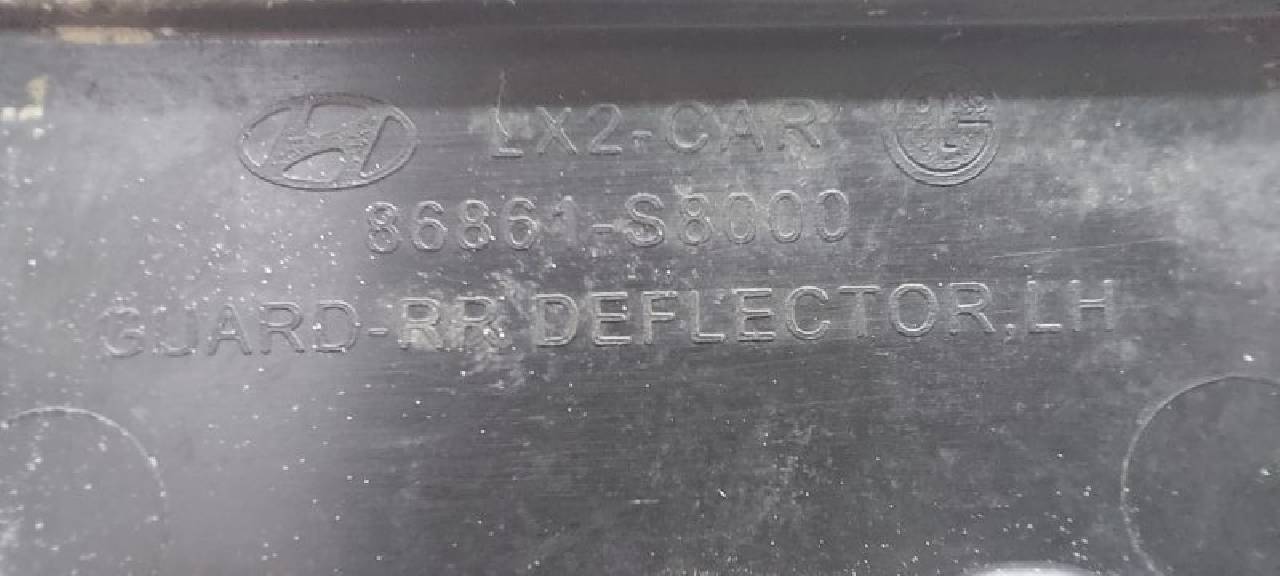 LX2-CAR
86861-S8000
GUARD-RR DEFLECTOR,LH